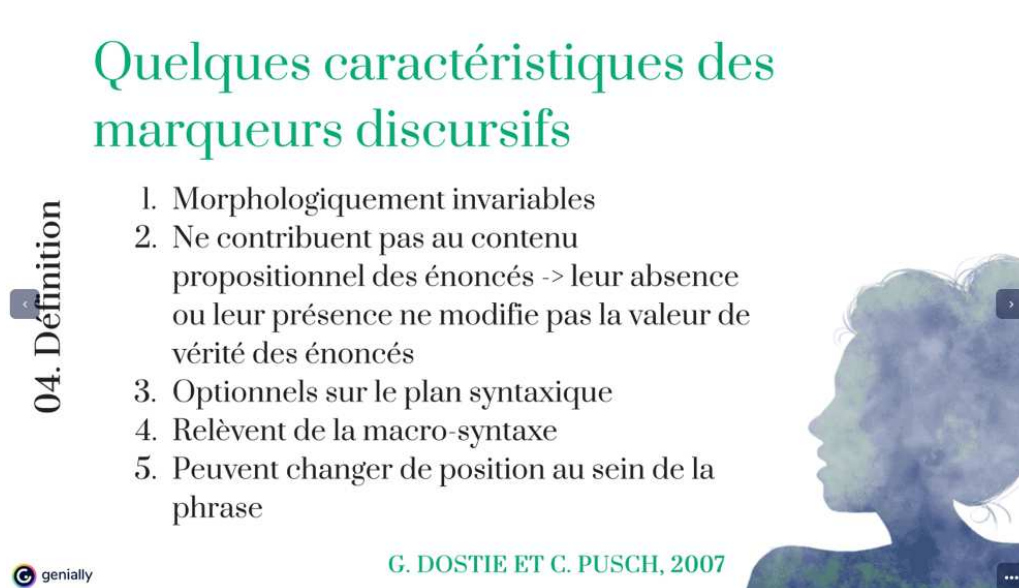 Quelques caractéristiques des
marqueurs discursifs
04. Définition
1. Morphologiquement invariables
2. Ne contribuent pas au contenu
propositionnel des énoncés -> leur absence
ou leur présence ne modifie pas la valeur de
vérité des énoncés
3. Optionnels sur le plan syntaxique
4. Relèvent de la macro-syntaxe
5. Peuvent changer de position au sein de la
phrase
G. DOSTIE ET C. PUSCH, 2007
genially